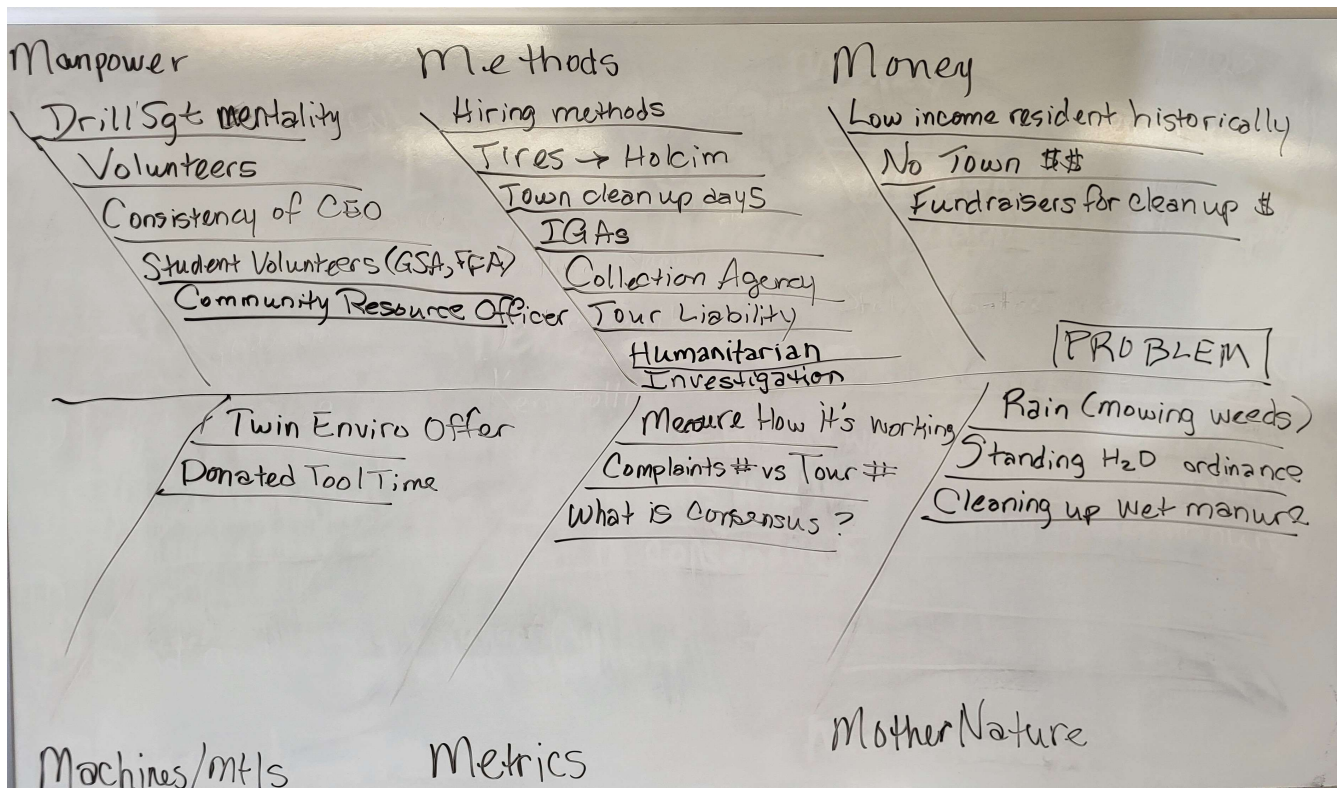 Manpower
Drill Sgt mentality
Volunteers
Consistency of CEO
Student Volunteers (GSA, FFA)
Community Resource Officer
Methods
Hiring methods
Tires → Holcim
Town clean up days
IGAs
Collection Agency
Tour Liability
Humanitarian
Investigation
Money
Low income resident historically
No Town $$
Fundraisers for clean up $
PROBLEM
Twin Enviro Offer
Donated Tool Time
Machines/mtls
Measure How it's working
Complaints # vs Tour #
What is Consensus?
Metrics
Rain (mowing weeds)
Standing H2O ordinance
Cleaning up wet manure
Mother Nature